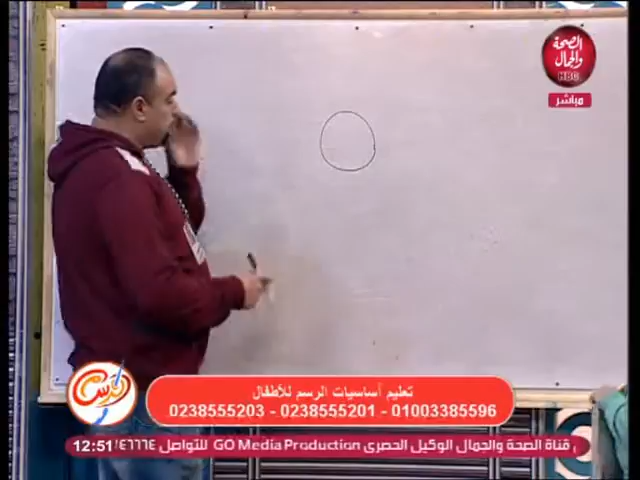 الصحة
والجمال
HBC
مباشر
تعليم أساسيات الرسم للأطفال
0238555203 - 0238555201 - 01003385596
12:51
قناة الصحة والجمال الوكيل الحصرى GO Media Production للتواصل